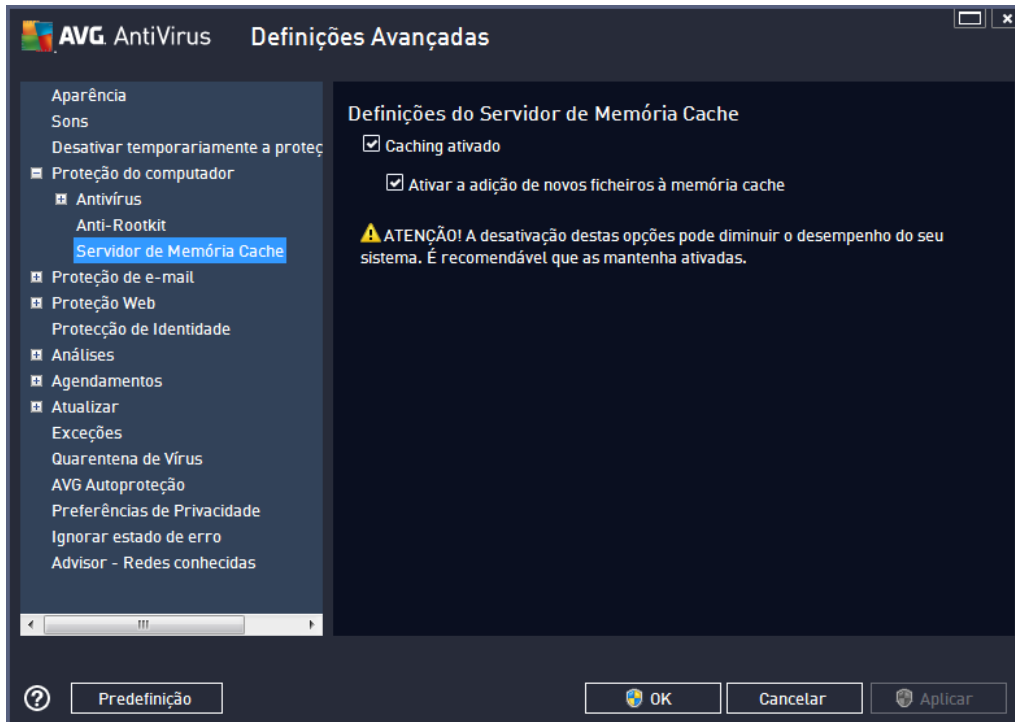 AVG. AntiVirus Definições Avançadas
Aparência
Sons
Desativar temporariamente a proteç
Proteção do computador
Antivírus
Anti-Rootkit
Servidor de Memória Cache
Proteção de e-mail
Proteção Web
Protecção de Identidade
Análises
Agendamentos
Atualizar
Exceções
Quarentena de Vírus
AVG Autoproteção
Preferências de Privacidade
Ignorar estado de erro
Advisor - Redes conhecidas
Definições do Servidor de Memória Cache
Caching ativado
Ativar a adição de novos ficheiros à memória cache
ATENÇÃO! A desativação destas opções pode diminuir o desempenho do seu
sistema. É recomendável que as mantenha ativadas.
Predefinição
OK
Cancelar
Aplicar